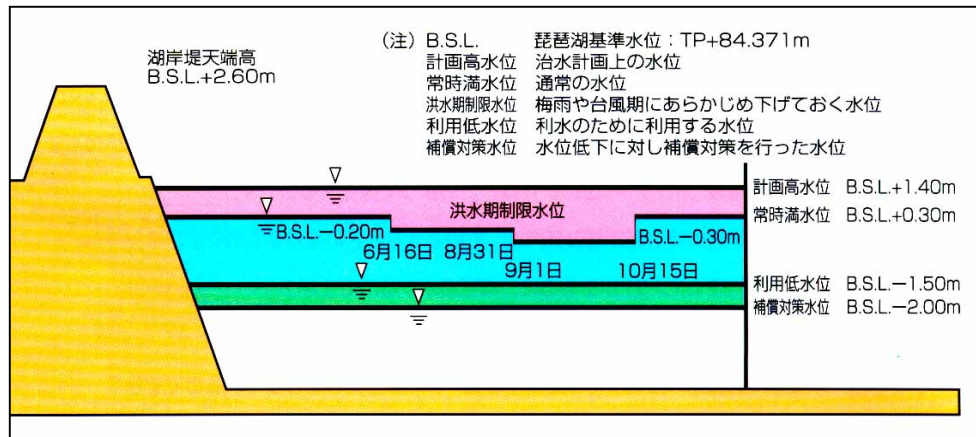 湖岸堤天端高
B.S.L.+2.60m
(注) B.S.L. 琵琶湖基準水位：TP+84.371m
計画高水位 治水計画上の水位
常時満水位 通常の水位
洪水期制限水位 梅雨や台風期にあらかじめ下げておく水位
利用低水位 利水のために利用する水位
補償対策水位 水位低下に対し補償対策を行った水位
計画高水位 B.S.L.+1.40m
洪水期制限水位
常時満水位 B.S.L.+0.30m
B.S.L.−0.20m
B.S.L.−0.30m
6月16日 8月31日
9月1日 10月15日
利用低水位 B.S.L.−1.50m
補償対策水位 B.S.L.−2.00m